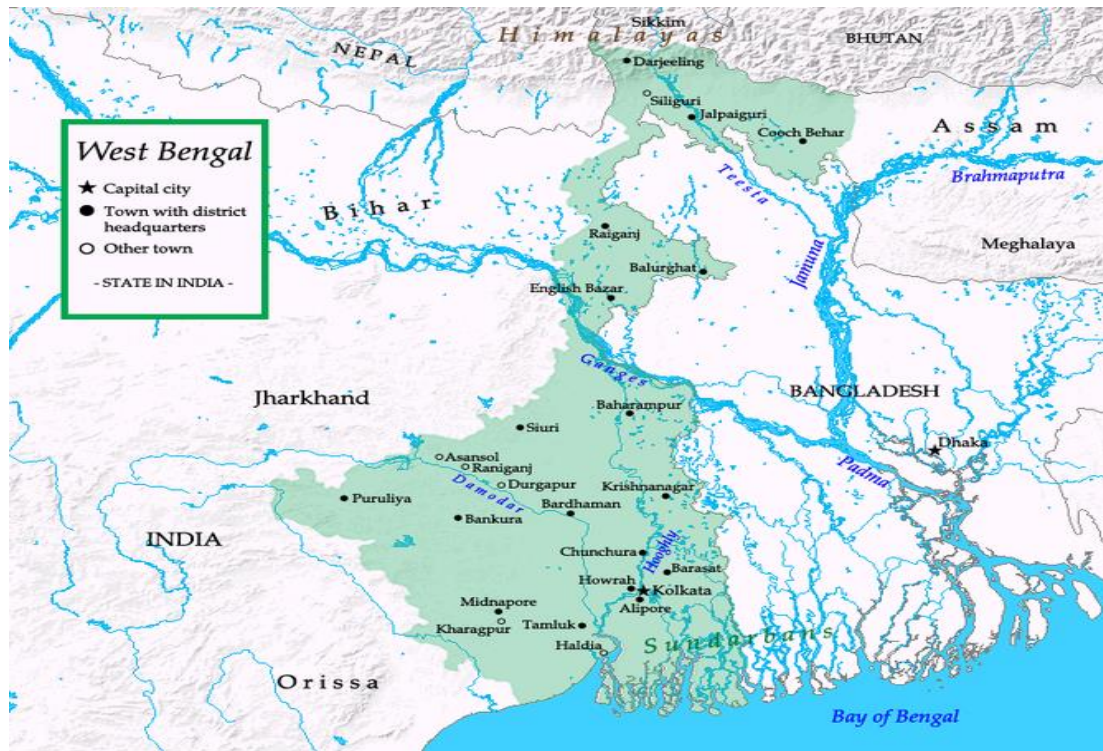 Sikkim
Himalayas
BHUTAN
NEPAL
Darjeeling
Siliguri
Jalpaiguri
Cooch Behar
Assam
West Bengal
Capital city
Town with district
headquarters
Other town
- STATE IN INDIA -
Teesta
Brahmaputra
Bihar
Raiganj
Meghalaya
Balurghat
Jamuna
English Bazar
Ganges
BANGLADESH
Jharkhand
Baharampur
Siuri
Dhaka
Asansol
Raniganj
Padma
Durgapur
Puruliya
Krishnanagar
Damodar
Bardhaman
Bankura
INDIA
Chunchura
Hooghly
Barasat
Howrah
Kolkata
Alipore
Midnapore
Kharagpur
Tamluk
Sundarbans
Haldia
Orissa
Bay of Bengal